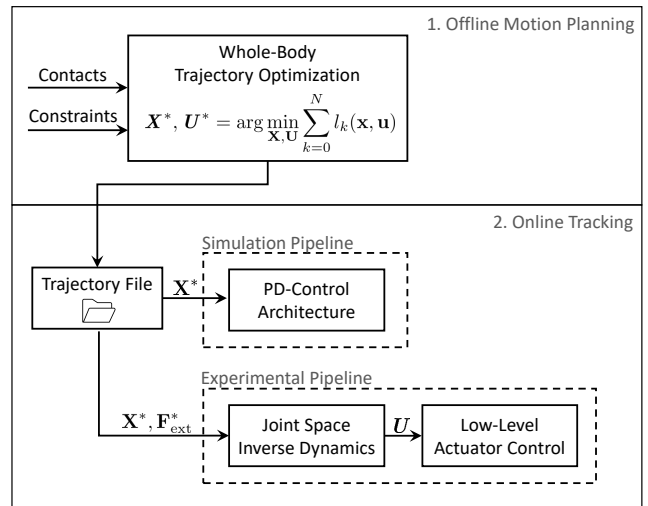 1. Offline Motion Planning
Whole-Body
Trajectory Optimization
Contacts
Constraints
X*, U* = arg min_{X,U} \sum_{k=0}^{N} l_k(x, u)
2. Online Tracking
Simulation Pipeline
Trajectory File
X*
PD-Control
Architecture
Experimental Pipeline
X*, F*_ext
Joint Space
Inverse Dynamics
U
Low-Level
Actuator Control